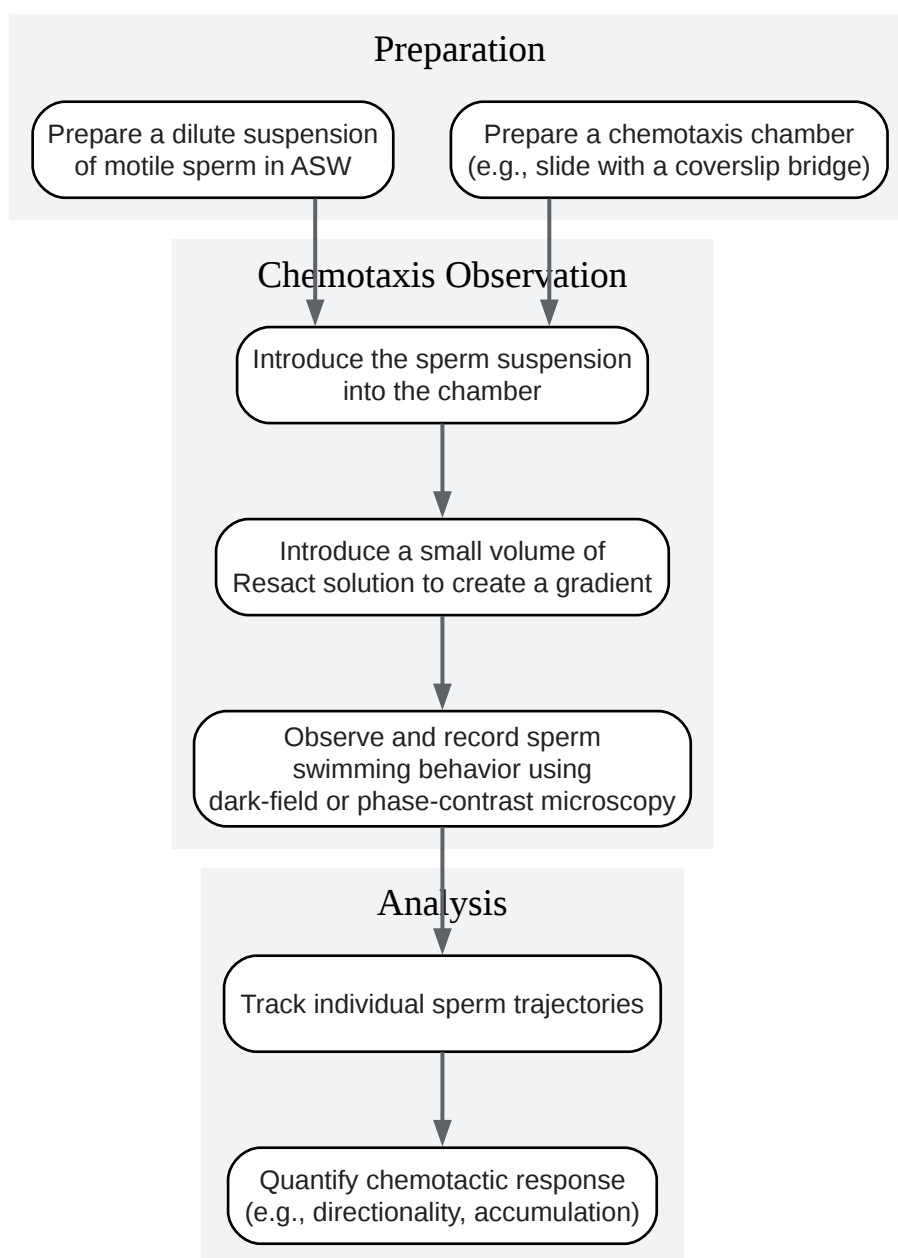 Preparation
Prepare a dilute suspension
of motile sperm in ASW
Prepare a chemotaxis chamber
(e.g., slide with a coverslip bridge)
Chemotaxis Observation
Introduce the sperm suspension
into the chamber
Introduce a small volume of
Resact solution to create a gradient
Observe and record sperm
swimming behavior using
dark-field or phase-contrast microscopy
Analysis
Track individual sperm trajectories
Quantify chemotactic response
(e.g., directionality, accumulation)